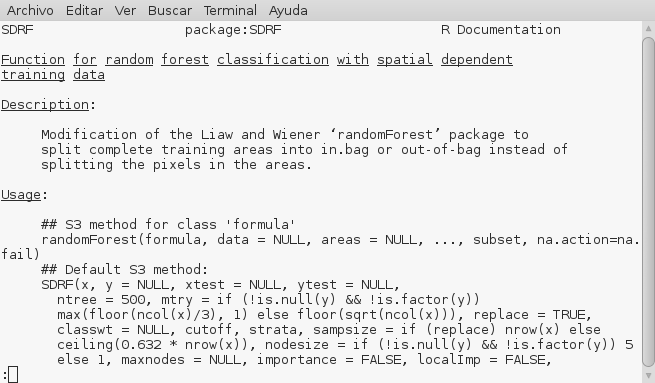 Archivo Editar Ver Buscar Terminal Ayuda
SDRF package:SDRF R Documentation
Function for random forest classification with spatial dependent
training data
Description:
Modification of the Liaw and Wiener ‘randomForest’ package to
split complete training areas into in.bag or out-of-bag instead of
splitting the pixels in the areas.
Usage:
## S3 method for class 'formula'
randomForest(formula, data = NULL, areas = NULL, ..., subset, na.action=na.
fail)
## Default S3 method:
SDRF(x, y = NULL, xtest = NULL, ytest = NULL,
ntree = 500, mtry = if (!is.null(y) && !is.factor(y))
max(floor(ncol(x)/3), 1) else floor(sqrt(ncol(x))), replace = TRUE,
classwt = NULL, cutoff, strata, sampsize = if (replace) nrow(x) else
ceiling(0.632 * nrow(x)), nodesize = if (!is.null(y) && !is.factor(y)) 5
else 1, maxnodes = NULL, importance = FALSE, localImp = FALSE,
: